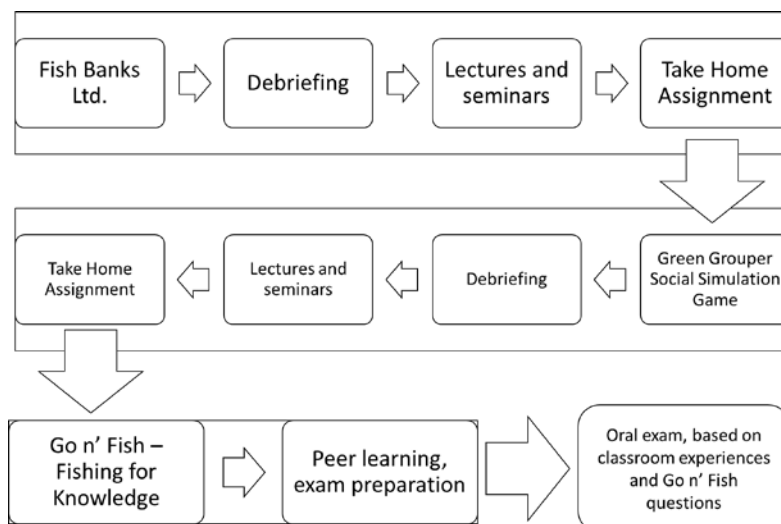 Fish Banks
Ltd.
Debriefing
Lectures and
seminars
Take Home
Assignment
Green Grouper
Social Simulation
Game
Debriefing
Lectures and
seminars
Take Home
Assignment
Go n’ Fish –
Fishing for
Knowledge
Peer learning,
exam preparation
Oral exam, based on
classroom experiences
and Go n’ Fish
questions